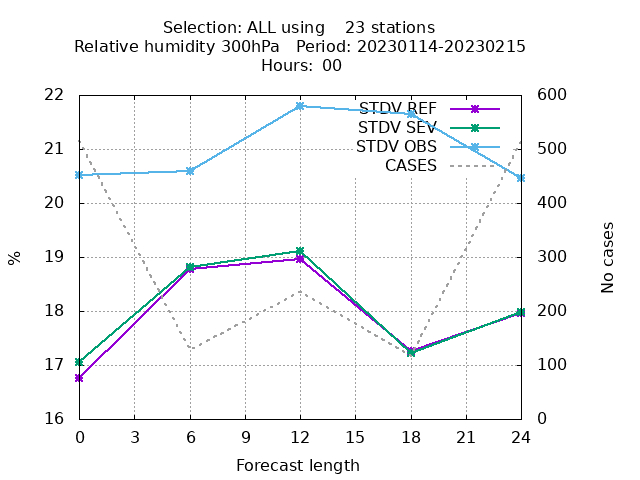 Selection: ALL using    23 stations
Relative humidity 300hPa   Period: 20230114-20230215
Hours: 00
STDV REF
STDV SEV
STDV OBS
CASES
22
21
20
19
18
17
16
600
500
400
300
200
100
0
%
No cases
0 3 6 9 12 15 18 21 24
Forecast length